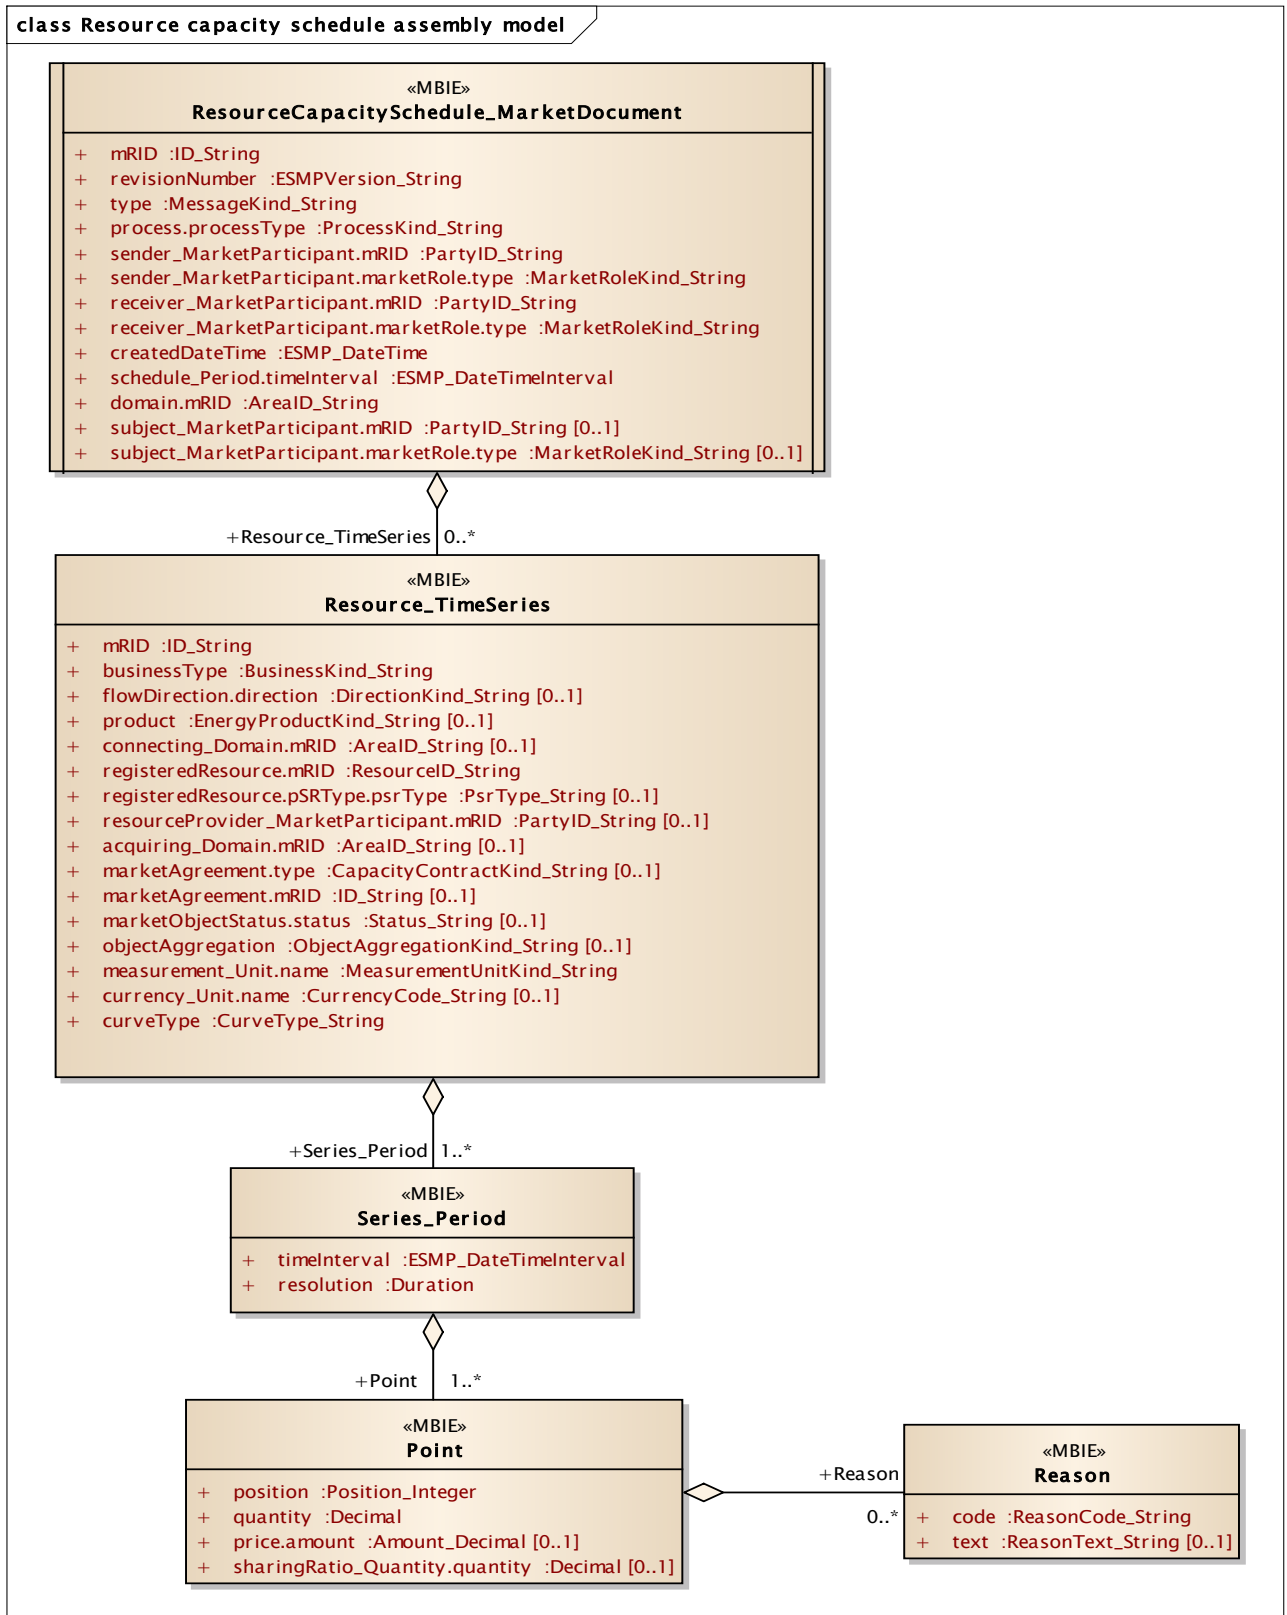 class Resource capacity schedule assembly model
«MBIE»
ResourceCapacitySchedule_MarketDocument
+ mRID :ID_String
+ revisionNumber :ESMPVersion_String
+ type :MessageKind_String
+ process.processType :ProcessKind_String
+ sender_MarketParticipant.mRID :PartyID_String
+ sender_MarketParticipant.marketRole.type :MarketRoleKind_String
+ receiver_MarketParticipant.mRID :PartyID_String
+ receiver_MarketParticipant.marketRole.type :MarketRoleKind_String
+ createdDateTime :ESMP_DateTime
+ schedule_Period.timeInterval :ESMP_DateTimeInterval
+ domain.mRID :AreaID_String
+ subject_MarketParticipant.mRID :PartyID_String [0..1]
+ subject_MarketParticipant.marketRole.type :MarketRoleKind_String [0..1]
+Resource_TimeSeries 0..*
«MBIE»
Resource_TimeSeries
+ mRID :ID_String
+ businessType :BusinessKind_String
+ flowDirection.direction :DirectionKind_String [0..1]
+ product :EnergyProductKind_String [0..1]
+ connecting_Domain.mRID :AreaID_String [0..1]
+ registeredResource.mRID :ResourceID_String
+ registeredResource.pSRType.psrType :PsrType_String [0..1]
+ resourceProvider_MarketParticipant.mRID :PartyID_String [0..1]
+ acquiring_Domain.mRID :AreaID_String [0..1]
+ marketAgreement.type :CapacityContractKind_String [0..1]
+ marketAgreement.mRID :ID_String [0..1]
+ marketObjectStatus.status :Status_String [0..1]
+ objectAggregation :ObjectAggregationKind_String [0..1]
+ measurement_Unit.name :MeasurementUnitKind_String
+ currency_Unit.name :CurrencyCode_String [0..1]
+ curveType :CurveType_String
+Series_Period 1..*
«MBIE»
Series_Period
+ timeInterval :ESMP_DateTimeInterval
+ resolution :Duration
+Point 1..*
«MBIE»
Point
+ position :Position_Integer
+ quantity :Decimal
+ price.amount :Amount_Decimal [0..1]
+ sharingRatio_Quantity.quantity :Decimal [0..1]
+Reason
0..*
«MBIE»
Reason
+ code :ReasonCode_String
+ text :ReasonText_String [0..1]